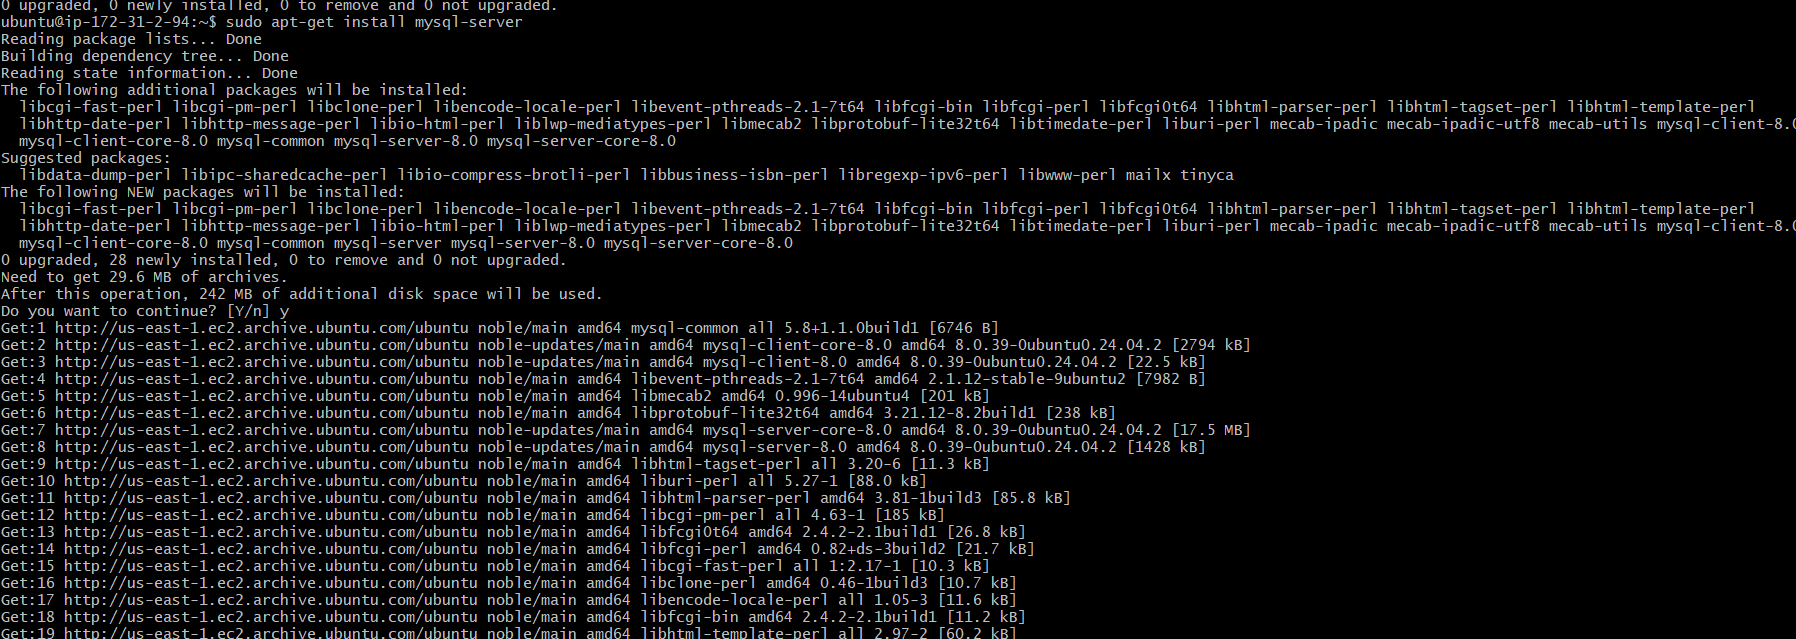 0 upgraded, 0 newly installed, 0 to remove and 0 not upgraded.
ubuntu@ip-172-31-2-94:~$ sudo apt-get install mysql-server
Reading package lists... Done
Building dependency tree... Done
Reading state information... Done
The following additional packages will be installed:
  libcgi-fast-perl libcgi-pm-perl libclone-perl libencode-locale-perl libevent-pthreads-2.1-7t64 libfcgi-bin libfcgi-perl libfcgi0t64 libhtml-parser-perl libhtml-tagset-perl libhtml-template-perl
  libhttp-date-perl libhttp-message-perl libio-html-perl liblwp-mediatypes-perl libmecab2 libprotobuf-lite32t64 libtimedate-perl liburi-perl mecab-ipadic mecab-ipadic-utf8 mecab-utils mysql-client-8.0
  mysql-client-core-8.0 mysql-common mysql-server-8.0 mysql-server-core-8.0
Suggested packages:
  libdata-dump-perl libipc-sharedcache-perl libio-compress-brotli-perl libbusiness-isbn-perl libregexp-ipv6-perl libwww-perl mailx tinyca
The following NEW packages will be installed:
  libcgi-fast-perl libcgi-pm-perl libclone-perl libencode-locale-perl libevent-pthreads-2.1-7t64 libfcgi-bin libfcgi-perl libfcgi0t64 libhtml-parser-perl libhtml-tagset-perl libhtml-template-perl
  libhttp-date-perl libhttp-message-perl libio-html-perl liblwp-mediatypes-perl libmecab2 libprotobuf-lite32t64 libtimedate-perl liburi-perl mecab-ipadic mecab-ipadic-utf8 mecab-utils mysql-client-8.0
  mysql-client-core-8.0 mysql-common mysql-server mysql-server-8.0 mysql-server-core-8.0
0 upgraded, 28 newly installed, 0 to remove and 0 not upgraded.
Need to get 29.6 MB of archives.
After this operation, 242 MB of additional disk space will be used.
Do you want to continue? [Y/n] y
Get:1 http://us-east-1.ec2.archive.ubuntu.com/ubuntu noble/main amd64 mysql-common all 5.8+1.1.0build1 [6746 B]
Get:2 http://us-east-1.ec2.archive.ubuntu.com/ubuntu noble-updates/main amd64 mysql-client-core-8.0 amd64 8.0.39-0ubuntu0.24.04.2 [2794 kB]
Get:3 http://us-east-1.ec2.archive.ubuntu.com/ubuntu noble-updates/main amd64 mysql-client-8.0 amd64 8.0.39-0ubuntu0.24.04.2 [22.5 kB]
Get:4 http://us-east-1.ec2.archive.ubuntu.com/ubuntu noble/main amd64 libevent-pthreads-2.1-7t64 amd64 2.1.12-stable-9ubuntu2 [7982 B]
Get:5 http://us-east-1.ec2.archive.ubuntu.com/ubuntu noble/main amd64 libmecab2 amd64 0.996-14ubuntu4 [201 kB]
Get:6 http://us-east-1.ec2.archive.ubuntu.com/ubuntu noble/main amd64 libprotobuf-lite32t64 amd64 3.21.12-8.2build1 [238 kB]
Get:7 http://us-east-1.ec2.archive.ubuntu.com/ubuntu noble-updates/main amd64 mysql-server-core-8.0 amd64 8.0.39-0ubuntu0.24.04.2 [17.5 MB]
Get:8 http://us-east-1.ec2.archive.ubuntu.com/ubuntu noble-updates/main amd64 mysql-server-8.0 amd64 8.0.39-0ubuntu0.24.04.2 [1428 kB]
Get:9 http://us-east-1.ec2.archive.ubuntu.com/ubuntu noble/main amd64 libhtml-tagset-perl all 3.20-6 [11.3 kB]
Get:10 http://us-east-1.ec2.archive.ubuntu.com/ubuntu noble/main amd64 liburi-perl all 5.27-1 [88.0 kB]
Get:11 http://us-east-1.ec2.archive.ubuntu.com/ubuntu noble/main amd64 libhtml-parser-perl amd64 3.81-1build3 [85.8 kB]
Get:12 http://us-east-1.ec2.archive.ubuntu.com/ubuntu noble/main amd64 libcgi-pm-perl all 4.63-1 [185 kB]
Get:13 http://us-east-1.ec2.archive.ubuntu.com/ubuntu noble/main amd64 libfcgi0t64 amd64 2.4.2-2.1build1 [26.8 kB]
Get:14 http://us-east-1.ec2.archive.ubuntu.com/ubuntu noble/main amd64 libfcgi-perl amd64 0.82+ds-3build2 [21.7 kB]
Get:15 http://us-east-1.ec2.archive.ubuntu.com/ubuntu noble/main amd64 libcgi-fast-perl all 1:2.17-1 [10.3 kB]
Get:16 http://us-east-1.ec2.archive.ubuntu.com/ubuntu noble/main amd64 libclone-perl amd64 0.46-1build3 [10.7 kB]
Get:17 http://us-east-1.ec2.archive.ubuntu.com/ubuntu noble/main amd64 libencode-locale-perl all 1.05-3 [11.6 kB]
Get:18 http://us-east-1.ec2.archive.ubuntu.com/ubuntu noble/main amd64 libfcgi-bin amd64 2.4.2-2.1build1 [11.2 kB]
Get:19 http://us-east-1.ec2.archive.ubuntu.com/ubuntu noble/main amd64 libhtml-template-perl all 2.97-2 [60.2 kB]